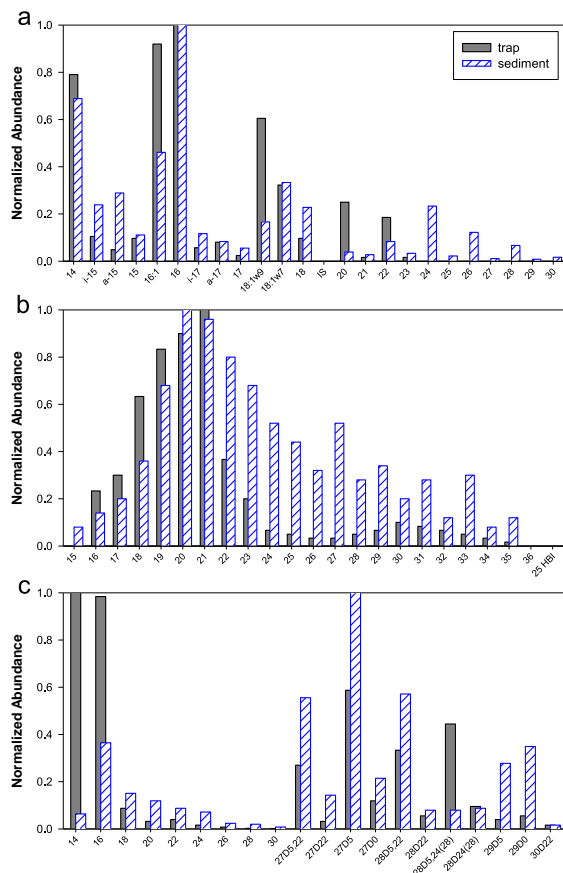 a
1.0
0.8
0.6
0.4
0.2
0.0
Normalized Abundance
trap
sediment
14 i-15 a-15 15 16:1 16 i-17 a-17 17 18:1w9 18:1w7 18 IS 20 21 22 23 24 25 26 27 28 29 30
b
1.0
0.8
0.6
0.4
0.2
0.0
Normalized Abundance
15 16 17 18 19 20 21 22 23 24 25 26 27 28 29 30 31 32 33 34 35 36 25 HBI
c
1.0
0.8
0.6
0.4
0.2
0.0
Normalized Abundance
14 16 18 20 22 24 26 28 30 27D5,22 27D22 27D5 27D0 28D5,22 28D22 28D5,24(28) 28D24(28) 29D5 29D0 30D22